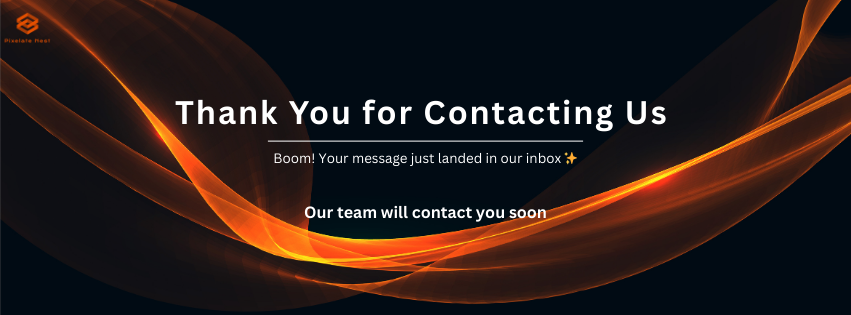 Pixelate Nest
Thank You for Contacting Us
Boom! Your message just landed in our inbox✨
Our team will contact you soon